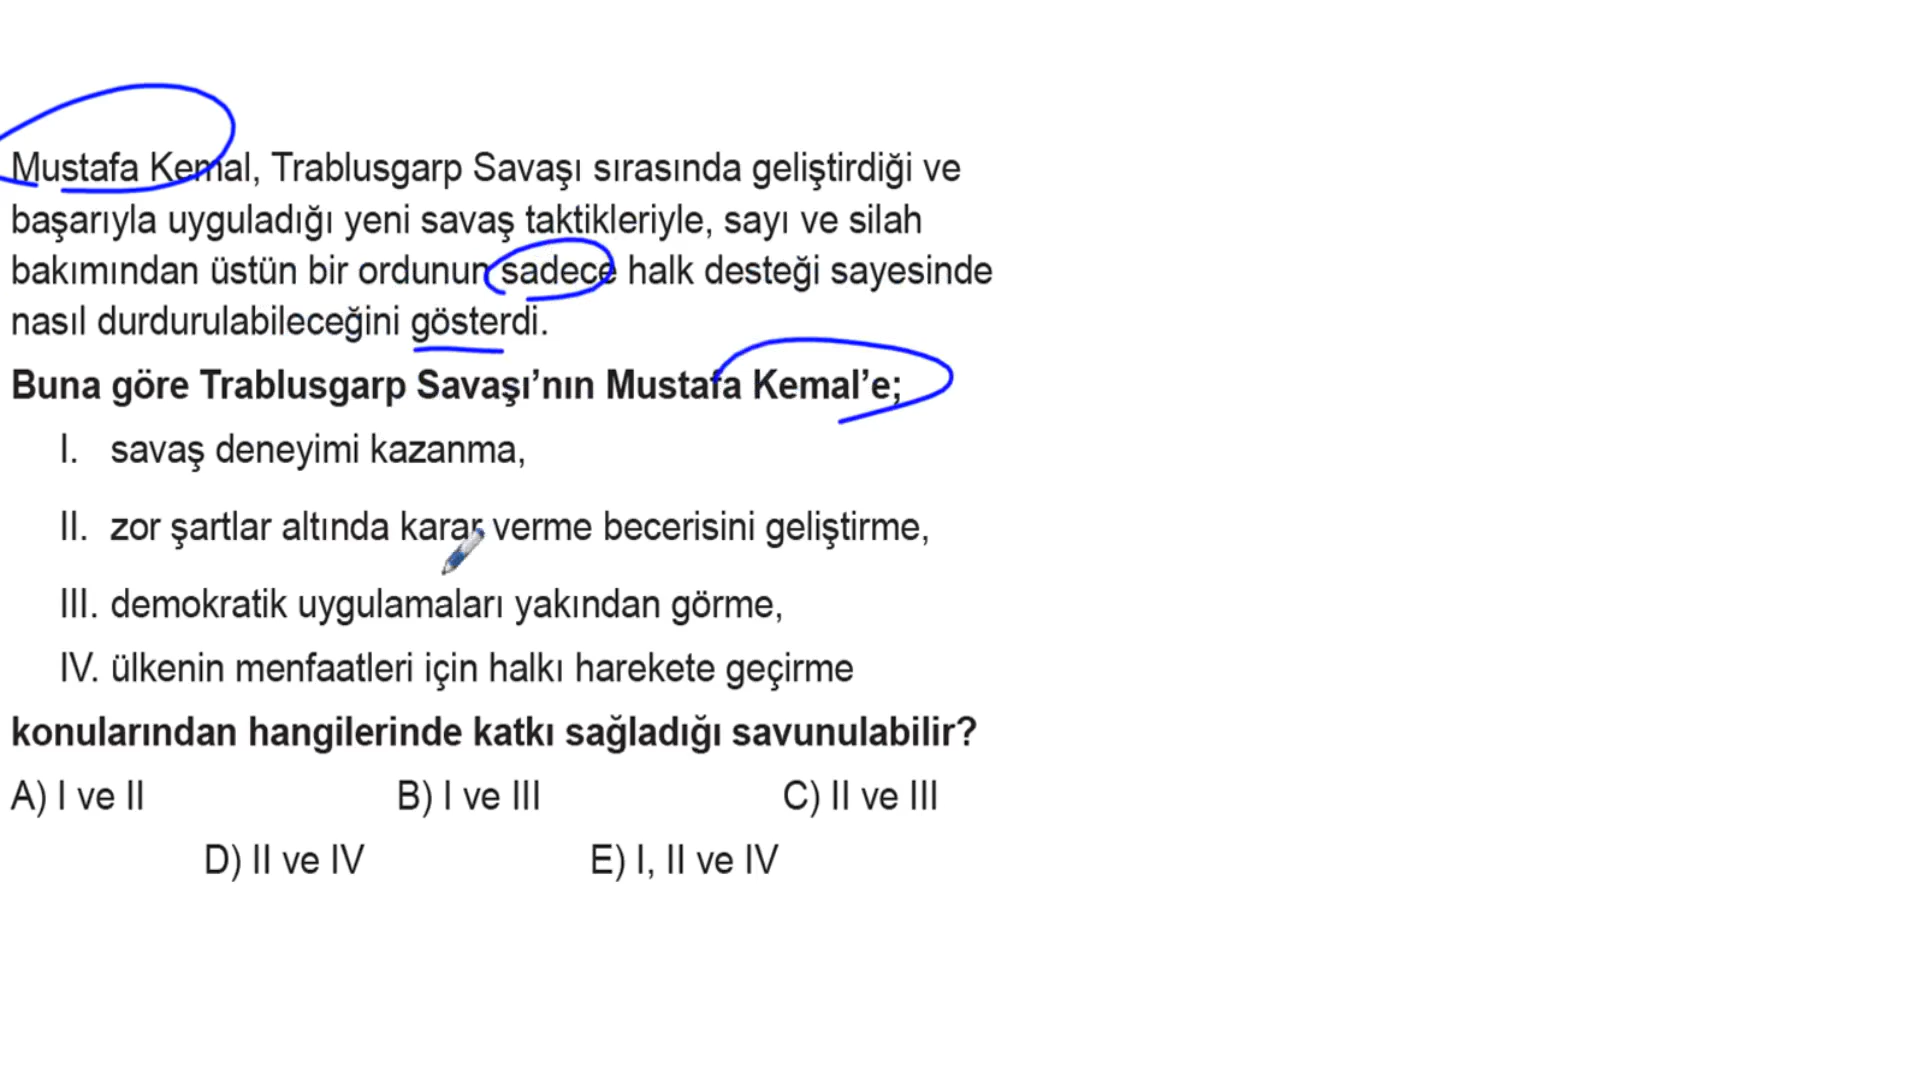 Mustafa Kemal, Trablusgarp Savaşı sırasında geliştirdiği ve
başarıyla uyguladığı yeni savaş taktikleriyle, sayı ve silah
bakımından üstün bir ordunun sadece halk desteği sayesinde
nasıl durdurulabileceğini gösterdi.
Buna göre Trablusgarp Savaşı’nın Mustafa Kemal’e;
I. savaş deneyimi kazanma,
II. zor şartlar altında karar verme becerisini geliştirme,
III. demokratik uygulamaları yakından görme,
IV. ülkenin menfaatleri için halkı harekete geçirme
konularından hangilerinde katkı sağladığı savunulabilir?
A) I ve II B) I ve III C) II ve III
D) II ve IV E) I, II ve IV